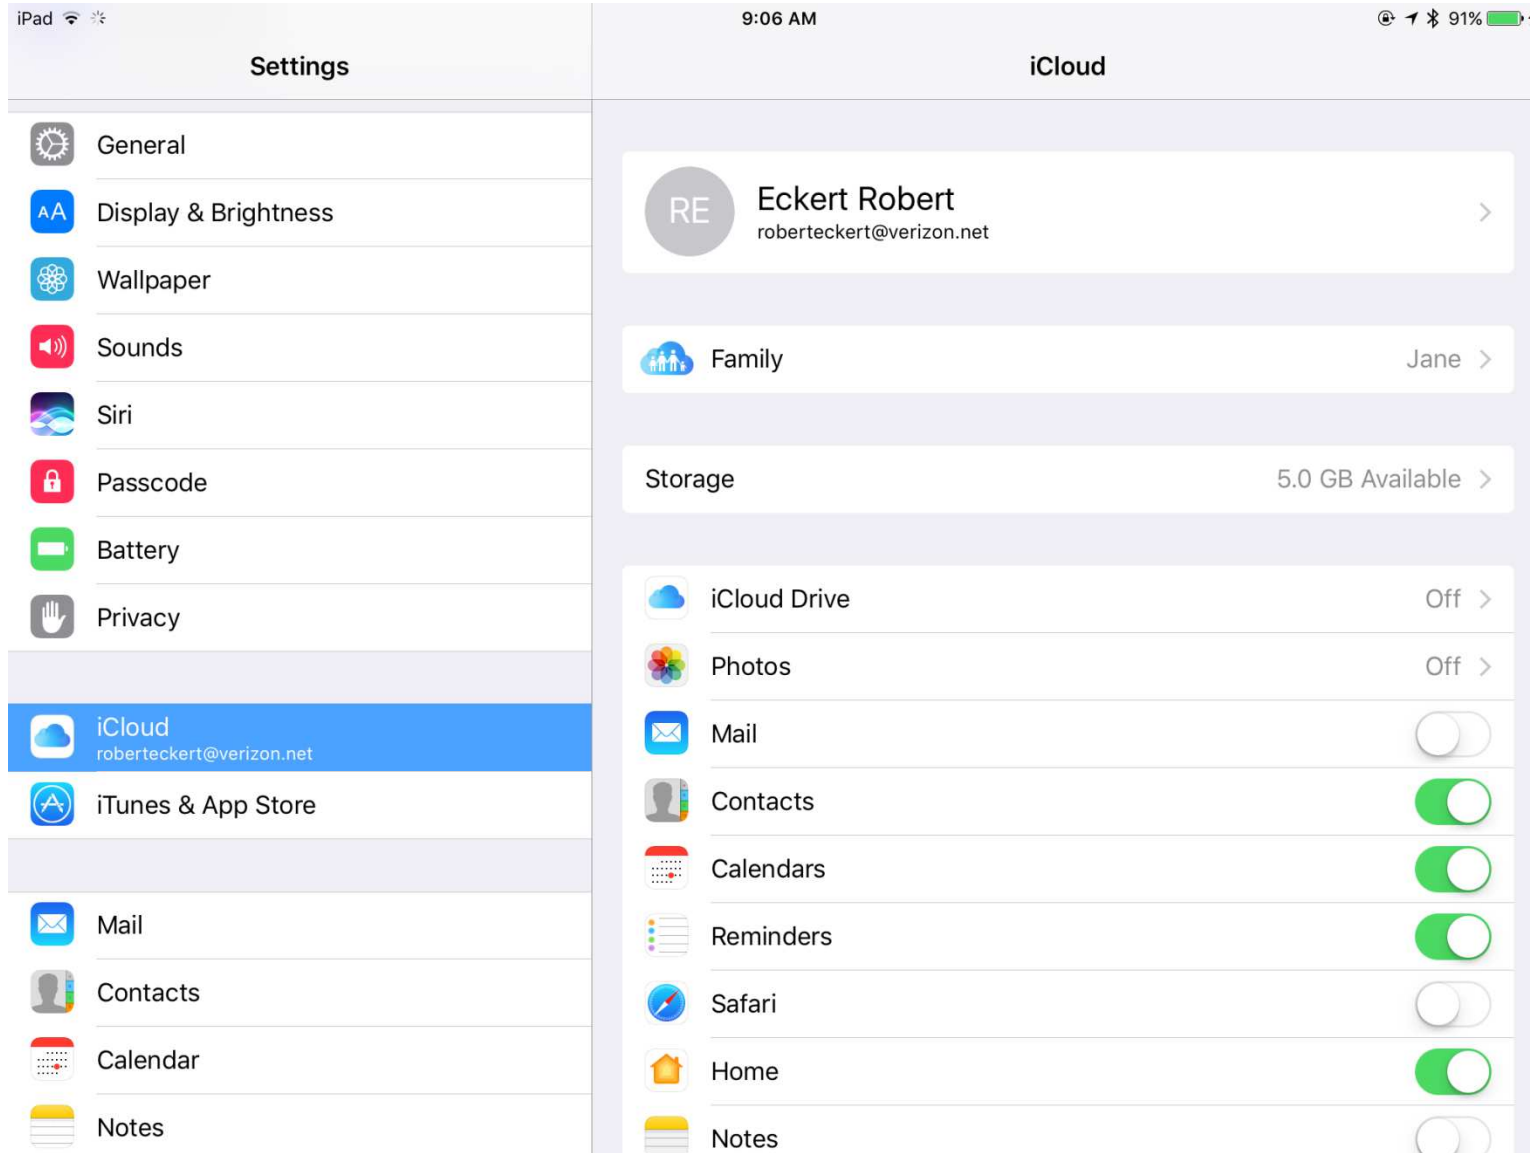 iPad
9:06 AM
91%
Settings
General
AA
Display & Brightness
Wallpaper
Sounds
Siri
Passcode
Battery
Privacy
iCloud
roberteckert@verizon.net
iTunes & App Store
Mail
Contacts
Calendar
Notes
iCloud
RE
Eckert Robert
roberteckert@verizon.net
Family
Jane
Storage
5.0 GB Available
iCloud Drive
Off
Photos
Off
Mail
Contacts
Calendars
Reminders
Safari
Home
Notes